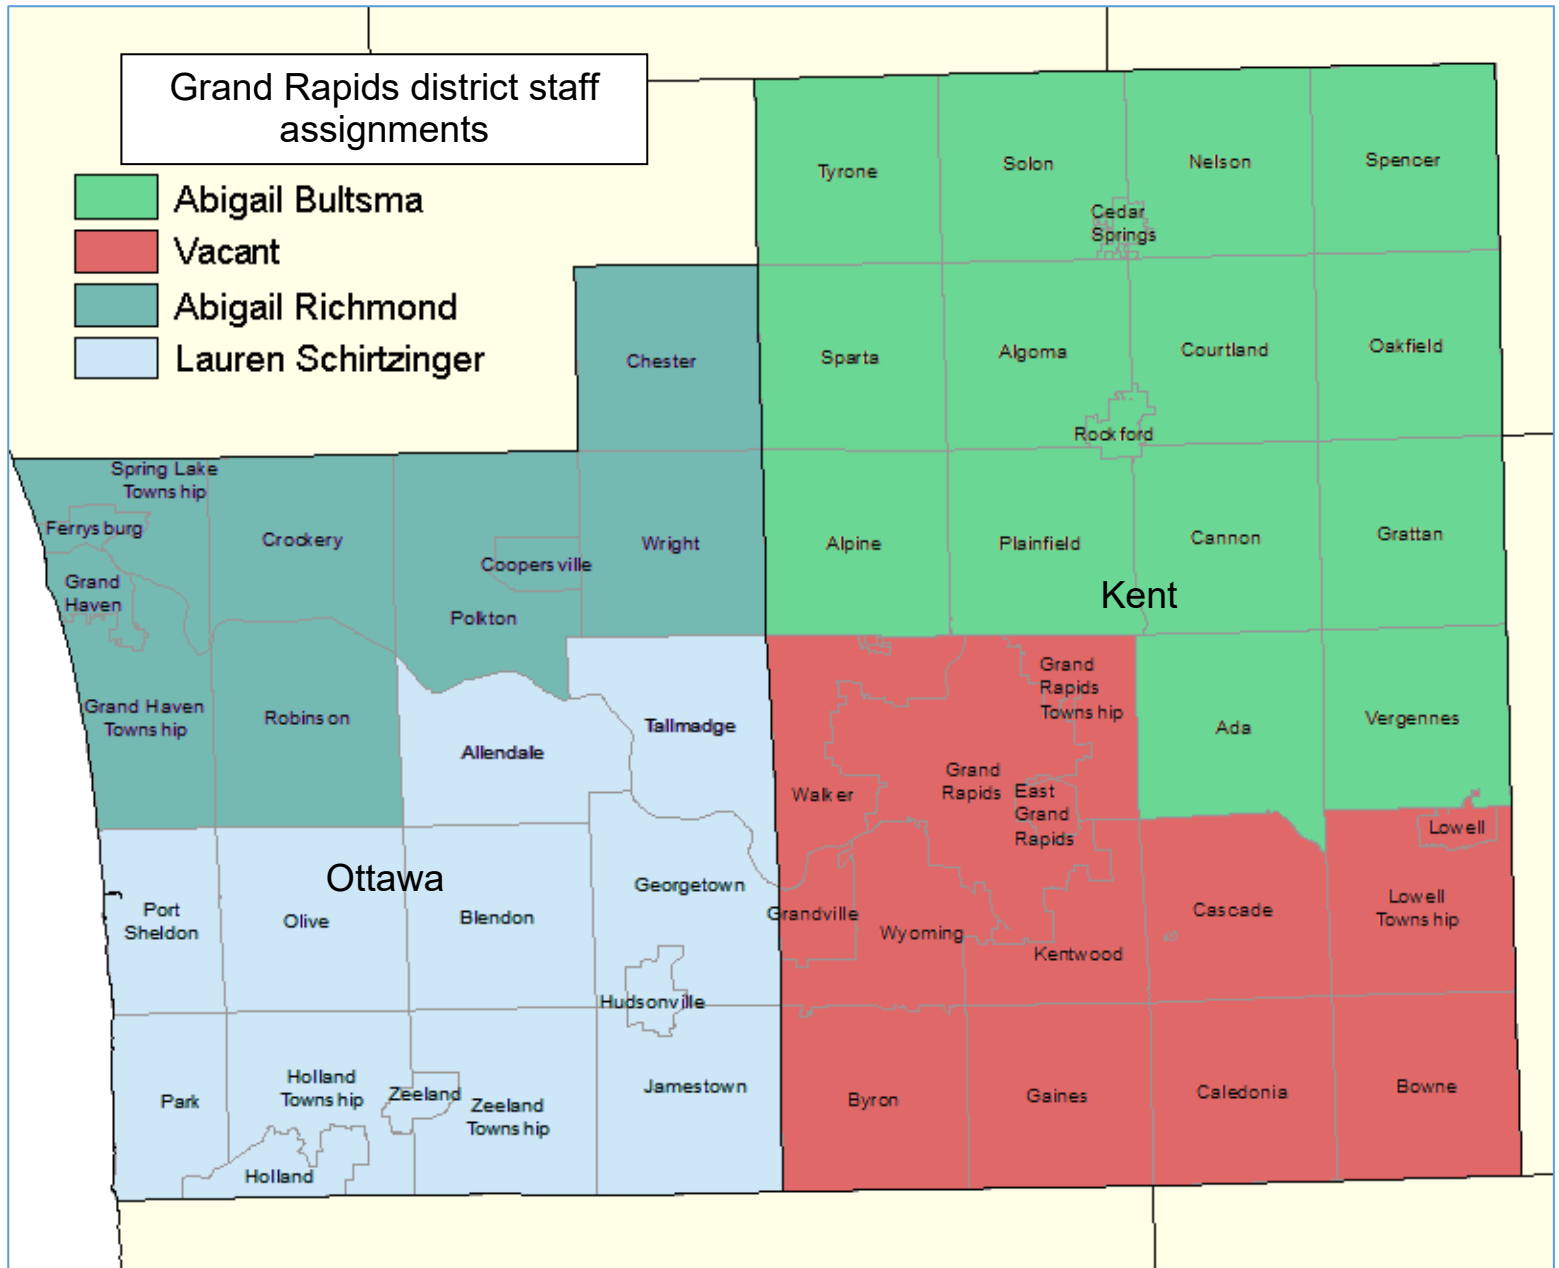 Grand Rapids district staff
assignments
Abigail Bultsma
Vacant
Abigail Richmond
Lauren Schirtzinger
Tyrone
Solon
Nelson
Spencer
Cedar
Springs
Chester
Sparta
Algoma
Courtland
Oakfield
Rockford
Spring Lake
Township
Ferrysburg
Crockery
Coopersville
Wright
Alpine
Plainfield
Cannon
Grattan
Grand
Haven
Polkton
Kent
Grand Haven
Township
Robinson
Allendale
Tallmadge
Grand
Rapids
Township
Ada
Vergennes
Walker
Grand
Rapids
East
Grand
Rapids
Lowell
Ottawa
Port
Sheldon
Olive
Blendon
Georgetown
Grandville
Wyoming
Kentwood
Cascade
Lowell
Township
Hudsonville
Park
Holland
Township
Zeeland
Zeeland
Township
Jamestown
Byron
Gaines
Caledonia
Bowne
Holland